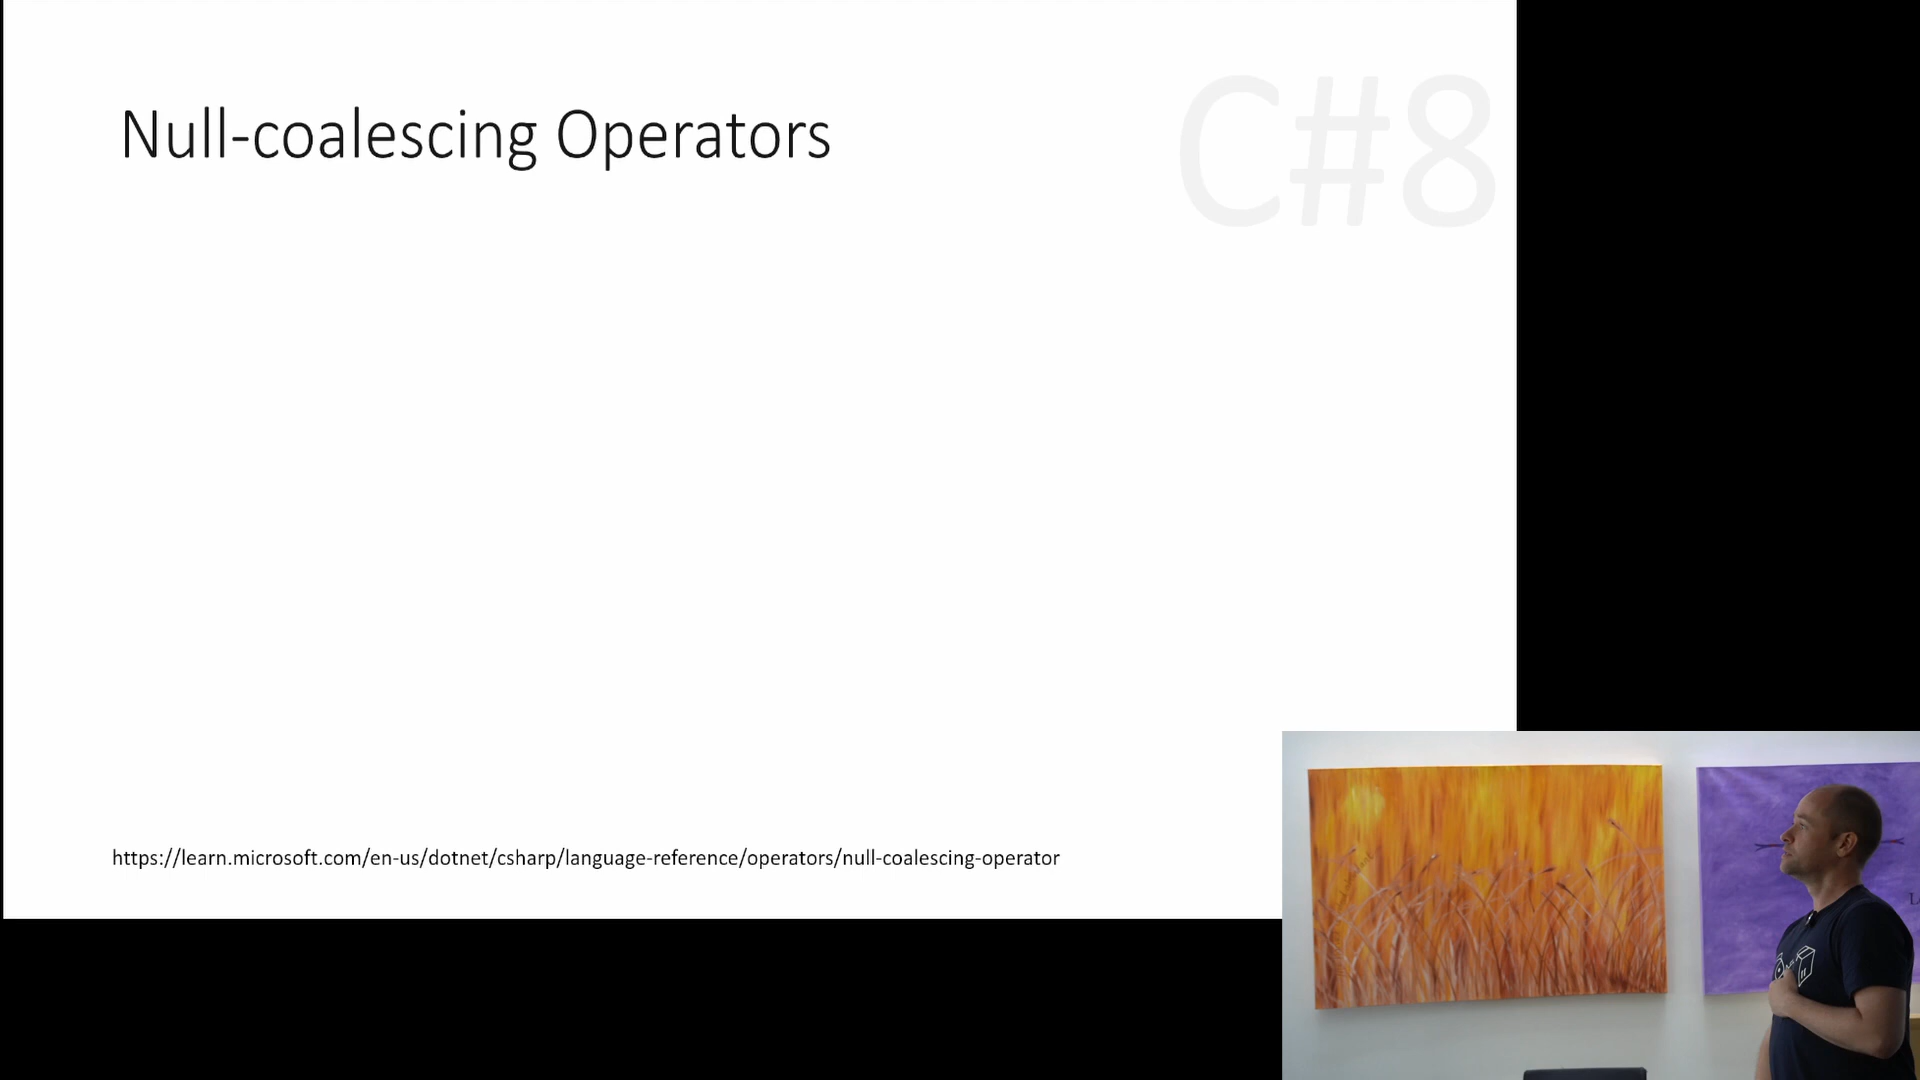 C#8
Null-coalescing Operators
https://learn.microsoft.com/en-us/dotnet/csharp/language-reference/operators/null-coalescing-operator